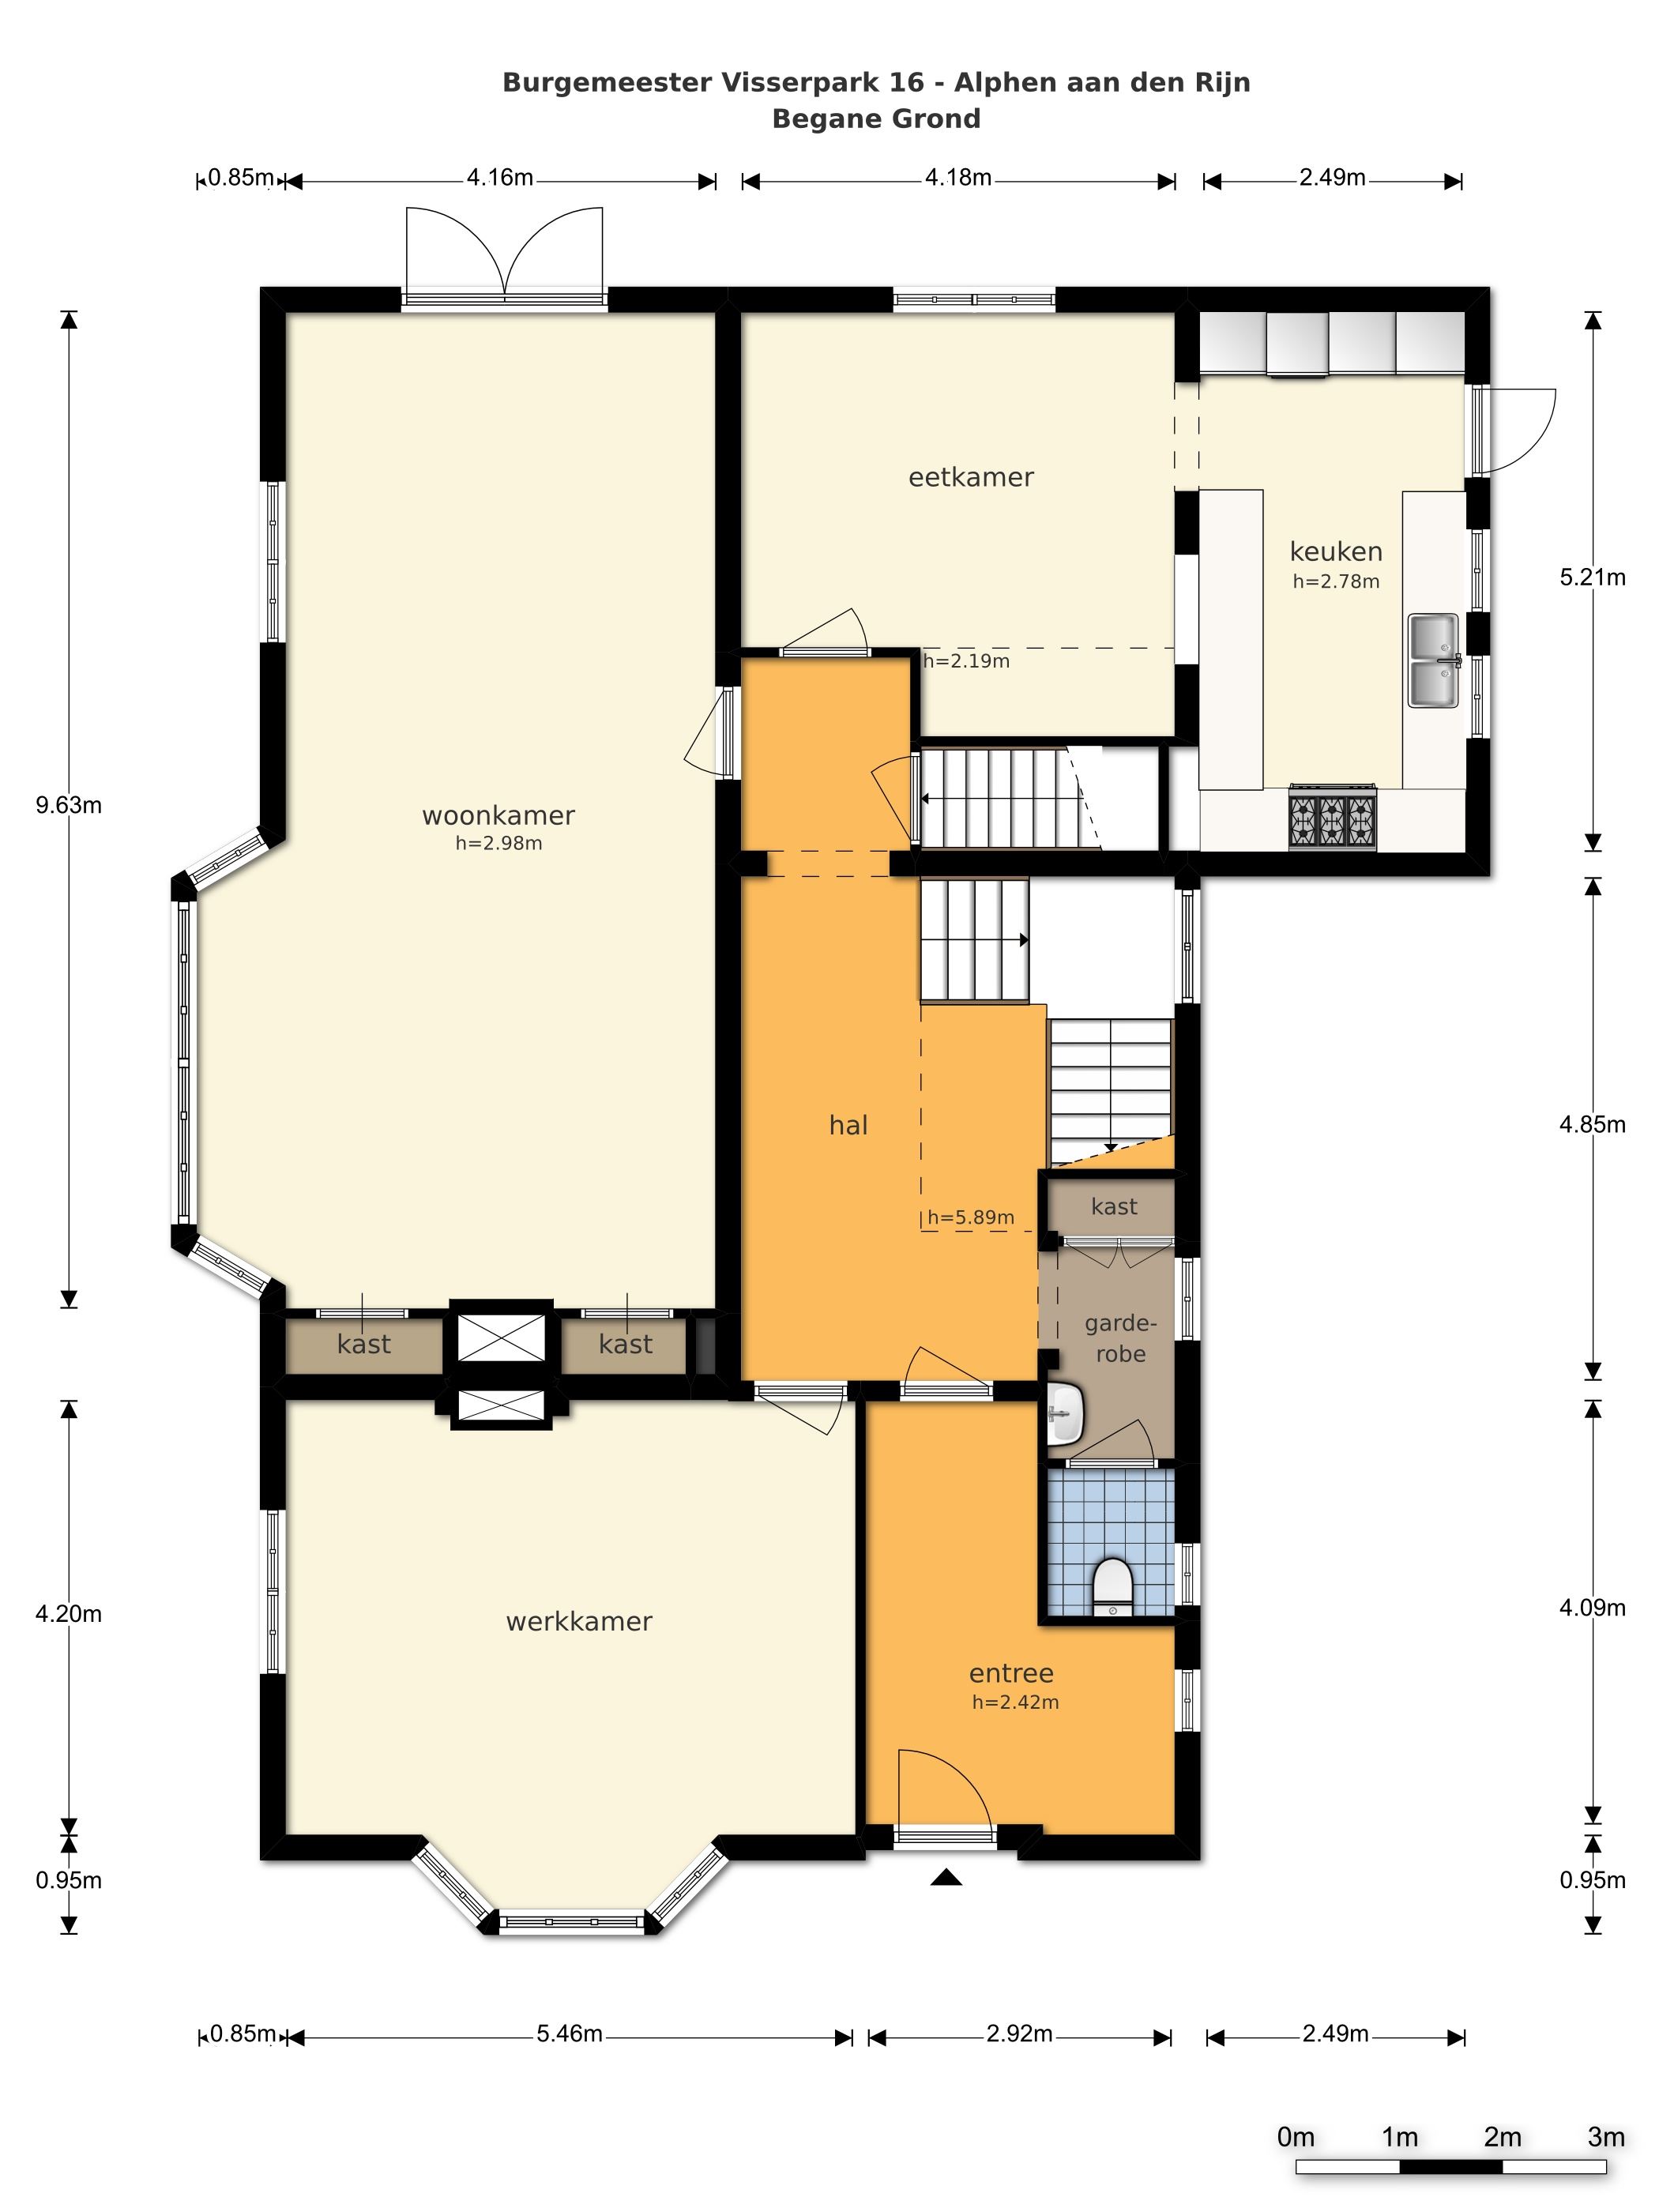 Burgemeester Visserpark 16 - Alphen aan den Rijn
Begane Grond
0.85m
4.16m
4.18m
2.49m
eetkamer
keuken
h=2.78m
5.21m
h=2.19m
9.63m
woonkamer
h=2.98m
hal
4.85m
kast
h=5.89m
garde-
robe
kast
kast
4.20m
werkkamer
4.09m
entree
h=2.42m
0.95m
0.95m
0.85m
5.46m
2.92m
2.49m
0m
1m
2m
3m